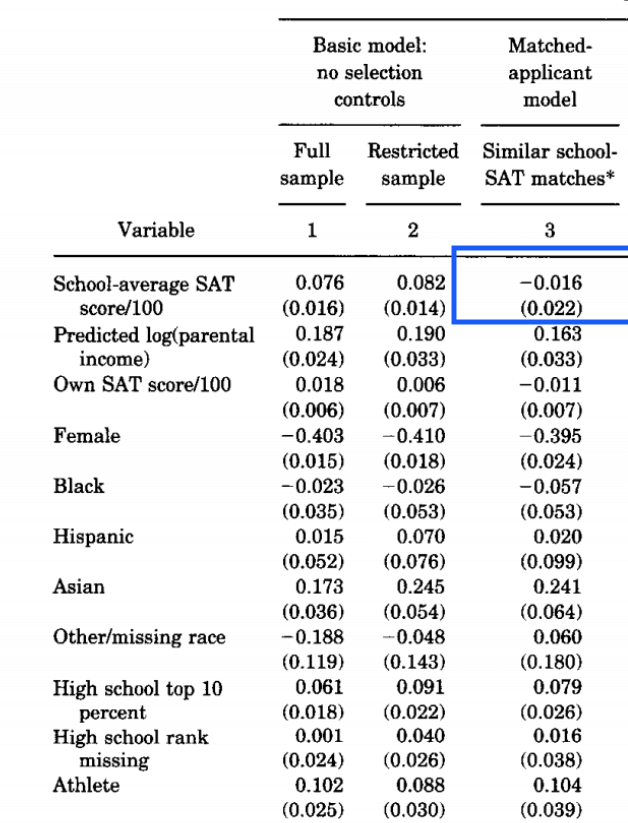 Basic model: Matched-
no selection applicant
controls model
Full Restricted Similar school-
sample sample SAT matches*
Variable 1 2 3
School-average SAT 0.076 0.082 −0.016
score/100 (0.016) (0.014) (0.022)
Predicted log(parental 0.187 0.190 0.163
income) (0.024) (0.033) (0.033)
Own SAT score/100 0.018 0.006 −0.011
(0.006) (0.007) (0.007)
Female −0.403 −0.410 −0.395
(0.015) (0.018) (0.024)
Black −0.023 −0.026 −0.057
(0.035) (0.053) (0.053)
Hispanic 0.015 0.070 0.020
(0.052) (0.076) (0.099)
Asian 0.173 0.245 0.241
(0.036) (0.054) (0.064)
Other/missing race −0.188 −0.048 0.060
(0.119) (0.143) (0.180)
High school top 10 0.061 0.091 0.079
percent (0.018) (0.022) (0.026)
High school rank 0.001 0.040 0.016
missing (0.024) (0.026) (0.038)
Athlete 0.102 0.088 0.104
(0.025) (0.030) (0.039)